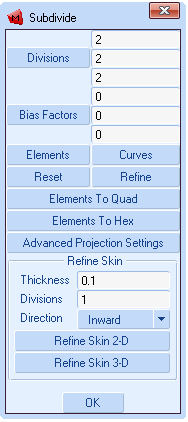 Subdivide
2
Divisions 2
2
0
Bias Factors 0
0
Elements Curves
Reset Refine
Elements To Quad
Elements To Hex
Advanced Projection Settings
Refine Skin
Thickness 0.1
Divisions 1
Direction Inward
Refine Skin 2-D
Refine Skin 3-D
OK